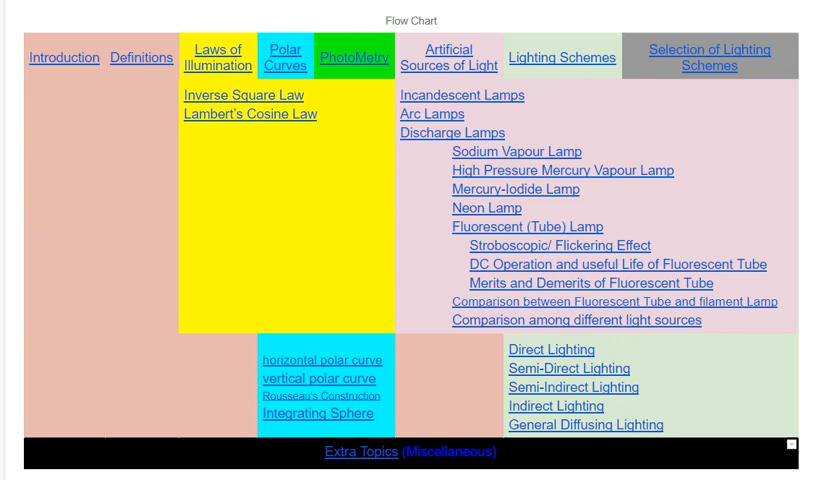 Flow Chart
Introduction
Definitions
Laws of
Illumination
Polar
Curves
PhotoMetry
Artificial
Sources of Light
Lighting Schemes
Selection of Lighting
Schemes
Inverse Square Law
Lambert's Cosine Law
Incandescent Lamps
Arc Lamps
Discharge Lamps
Sodium Vapour Lamp
High Pressure Mercury Vapour Lamp
Mercury-Iodide Lamp
Neon Lamp
Fluorescent (Tube) Lamp
Stroboscopic/ Flickering Effect
DC Operation and useful Life of Fluorescent Tube
Merits and Demerits of Fluorescent Tube
Comparison between Fluorescent Tube and filament Lamp
Comparison among different light sources
horizontal polar curve
vertical polar curve
Rousseau's Construction
Integrating Sphere
Direct Lighting
Semi-Direct Lighting
Semi-Indirect Lighting
Indirect Lighting
General Diffusing Lighting
Extra Topics (Miscellaneous)